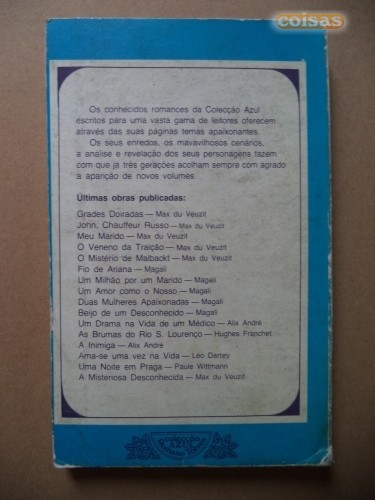 coisas
Os conhecidos romances da Colecção Azul
escritos para uma vasta gama de leitores oferecem
através das suas páginas temas apaixonantes.
Os seus enredos, os mavavilhosos cenários,
a análise e revelação dos seus personagens fazem
com que já três gerações acolham sempre com agrado
a aparição de novos volumes.
Últimas obras publicadas:
Grades Doiradas — Max du Veuzit
John, Chauffeur Russo — Max du Veuzit
Meu Marido — Max du Veuzit
O Veneno da Traição — Max du Veuzit
O Mistério de Malbackt — Max du Veuzit
Fio de Ariana — Magali
Um Milhão por um Marido — Magali
Um Amor como o Nosso — Magali
Duas Mulheres Apaixonadas — Magali
Beijo de um Desconhecido — Magali
Um Drama na Vida de um Médico — Alix André
As Brumas do Rio S. Lourenço — Hughes Franchet
A Inimiga — Alix André
Ama-se uma vez na Vida — Léo Dartey
Uma Noite em Praga — Paule Wittmann
A Misteriosa Desconhecida — Max du Veuzit
colecção
AZUL